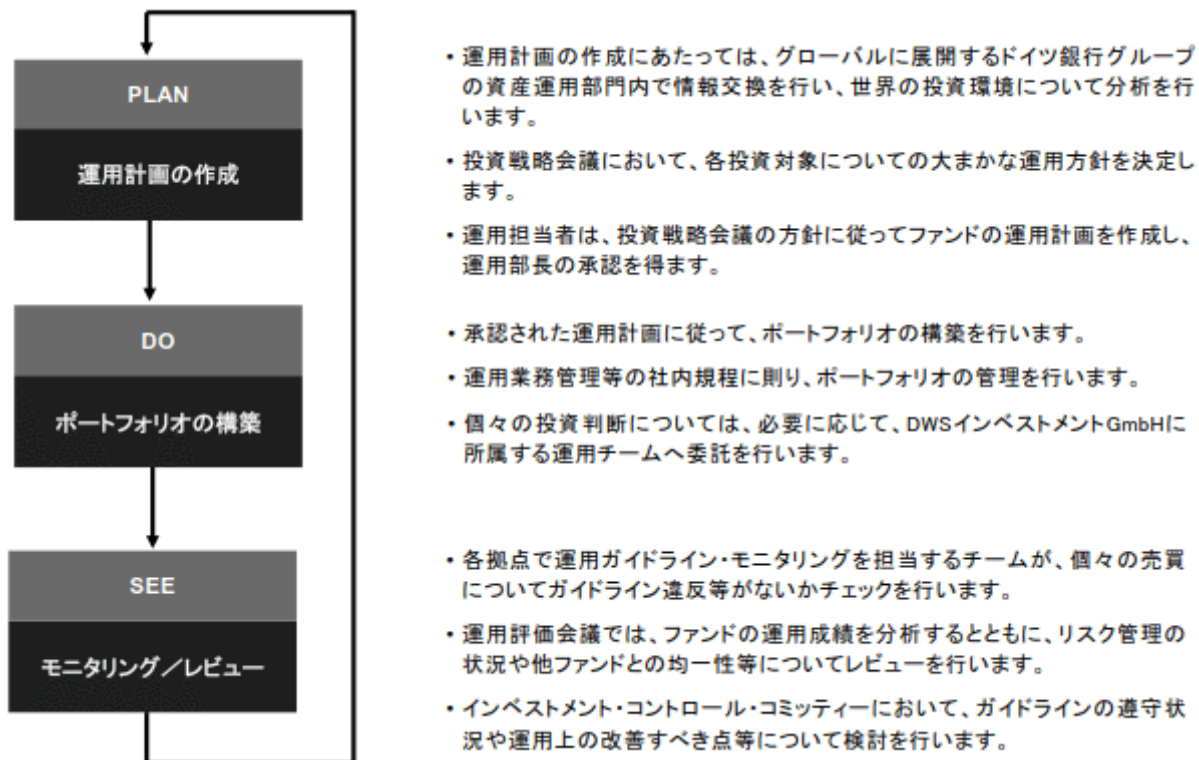 PLAN
運用計画の作成
・運用計画の作成にあたっては、グローバルに展開するドイツ銀行グループ
の資産運用部門内で情報交換を行い、世界の投資環境について分析を行
います。
・投資戦略会議において、各投資対象についての大まかな運用方針を決定し
ます。
・運用担当者は、投資戦略会議の方針に従ってファンドの運用計画を作成し、
運用部長の承認を得ます。
DO
ポートフォリオの構築
・承認された運用計画に従って、ポートフォリオの構築を行います。
・運用業務管理等の社内規程に則り、ポートフォリオの管理を行います。
・個々の投資判断については、必要に応じて、DWSインベストメントGmbHに
所属する運用チームへ委託を行います。
SEE
モニタリング／レビュー
・各拠点で運用ガイドライン・モニタリングを担当するチームが、個々の売買
についてガイドライン違反等がないかチェックを行います。
・運用評価会議では、ファンドの運用成績を分析するとともに、リスク管理の
状況や他ファンドとの均一性等についてレビューを行います。
・インベストメント・コントロール・コミッティーにおいて、ガイドラインの遵守状
況や運用上の改善すべき点等について検討を行います。